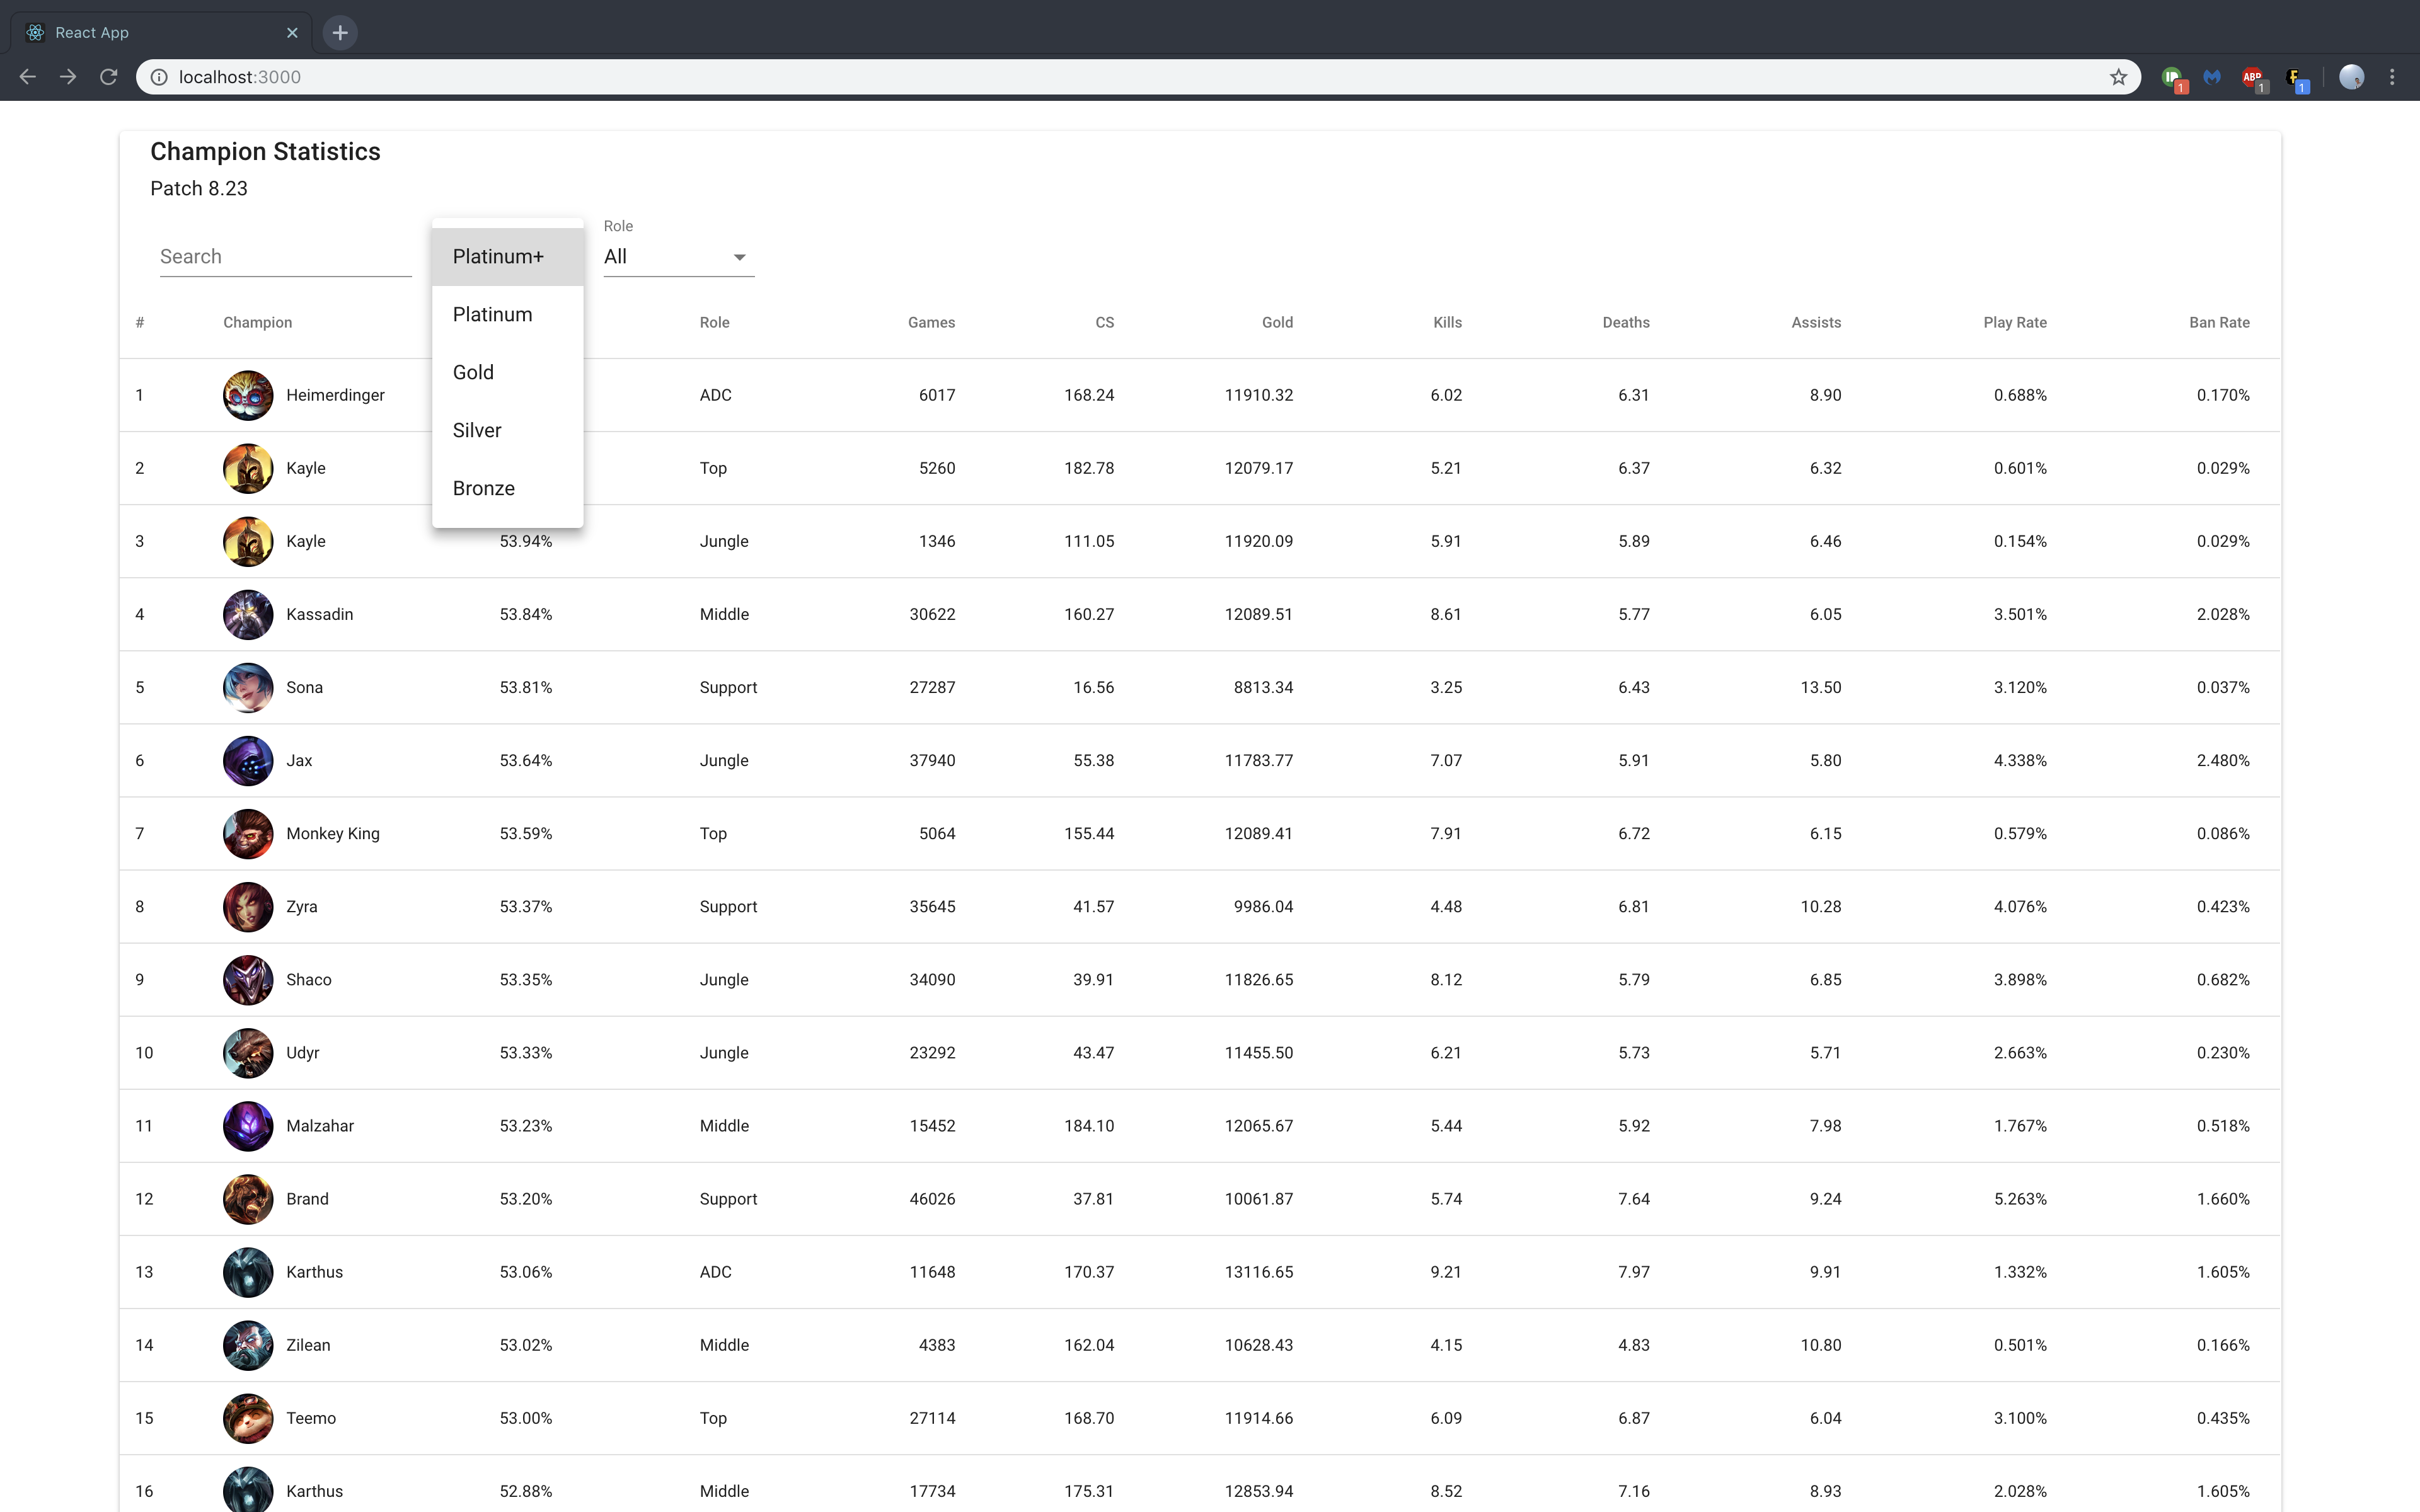 React App
localhost:3000
1
ABP
1
1
Champion Statistics
Patch 8.23
Search
Platinum+
Platinum
Gold
Silver
Bronze
Role
All
# Champion Role Games CS Gold Kills Deaths Assists Play Rate Ban Rate
1 Heimerdinger ADC 6017 168.24 11910.32 6.02 6.31 8.90 0.688% 0.170%
2 Kayle Top 5260 182.78 12079.17 5.21 6.37 6.32 0.601% 0.029%
3 Kayle 53.94% Jungle 1346 111.05 11920.09 5.91 5.89 6.46 0.154% 0.029%
4 Kassadin 53.84% Middle 30622 160.27 12089.51 8.61 5.77 6.05 3.501% 2.028%
5 Sona 53.81% Support 27287 16.56 8813.34 3.25 6.43 13.50 3.120% 0.037%
6 Jax 53.64% Jungle 37940 55.38 11783.77 7.07 5.91 5.80 4.338% 2.480%
7 Monkey King 53.59% Top 5064 155.44 12089.41 7.91 6.72 6.15 0.579% 0.086%
8 Zyra 53.37% Support 35645 41.57 9986.04 4.48 6.81 10.28 4.076% 0.423%
9 Shaco 53.35% Jungle 34090 39.91 11826.65 8.12 5.79 6.85 3.898% 0.682%
10 Udyr 53.33% Jungle 23292 43.47 11455.50 6.21 5.73 5.71 2.663% 0.230%
11 Malzahar 53.23% Middle 15452 184.10 12065.67 5.44 5.92 7.98 1.767% 0.518%
12 Brand 53.20% Support 46026 37.81 10061.87 5.74 7.64 9.24 5.263% 1.660%
13 Karthus 53.06% ADC 11648 170.37 13116.65 9.21 7.97 9.91 1.332% 1.605%
14 Zilean 53.02% Middle 4383 162.04 10628.43 4.15 4.83 10.80 0.501% 0.166%
15 Teemo 53.00% Top 27114 168.70 11914.66 6.09 6.87 6.04 3.100% 0.435%
16 Karthus 52.88% Middle 17734 175.31 12853.94 8.52 7.16 8.93 2.028% 1.605%